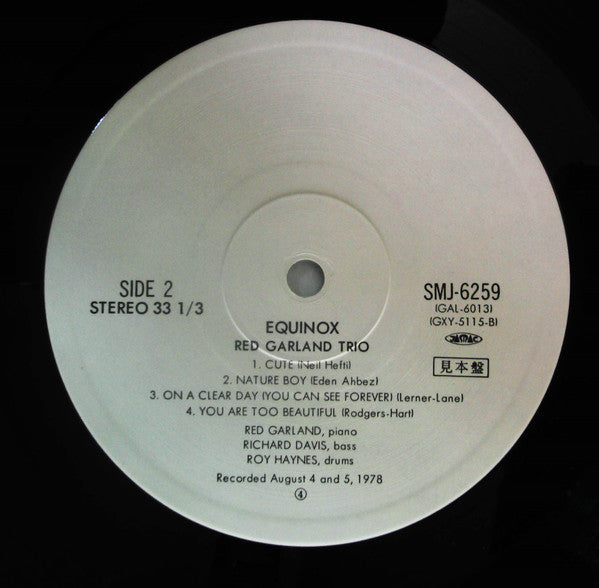 SIDE 2
STEREO 33 1/3
SMJ-6259
(GAL-6013)
(GXY-5115-B)
JASRAC
見本盤
EQUINOX
RED GARLAND TRIO
1. CUTE (Neil Hefti)
2. NATURE BOY (Eden Ahbez)
3. ON A CLEAR DAY (YOU CAN SEE FOREVER) (Lerner-Lane)
4. YOU ARE TOO BEAUTIFUL (Rodgers-Hart)
RED GARLAND, piano
RICHARD DAVIS, bass
ROY HAYNES, drums
Recorded August 4 and 5, 1978
④